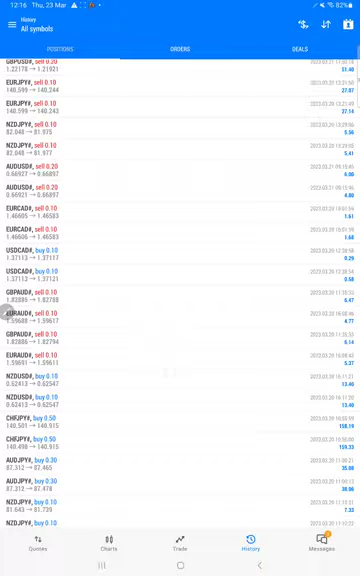 12:16 Thu, 23 Mar 82%
History
All symbols
POSITIONS ORDERS DEALS
GBPUSD#, sell 0.20
1.22178 → 1.21921 51.40
EURJPY#, sell 0.10
140.599 → 140.244 27.07
EURJPY#, sell 0.10
140.599 → 140.243 27.14
NZDJPY#, sell 0.10
82.048 → 81.975 5.56
NZDJPY#, sell 0.10
82.048 → 81.977 5.41
AUDUSD#, sell 0.20
0.66927 → 0.66897 6.00
AUDUSD#, sell 0.20
0.66921 → 0.66897 4.80
EURCAD#, sell 0.10
1.46605 → 1.46583 1.61
EURCAD#, sell 0.10
1.46606 → 1.46583 1.68
USDCAD#, buy 0.10
1.37113 → 1.37117 0.29
USDCAD#, buy 0.10
1.37113 → 1.37121 0.58
GBPAUD#, sell 0.10
1.82885 → 1.82788 6.47
EURAUD#, sell 0.10
1.59688 → 1.59617 4.77
GBPAUD#, sell 0.10
1.82886 → 1.82794 6.14
EURAUD#, sell 0.10
1.59691 → 1.59611 5.37
NZDUSD#, buy 0.10
0.62413 → 0.62547 13.40
NZDUSD#, buy 0.10
0.62413 → 0.62547 13.40
CHFJPY#, buy 0.50
140.501 → 140.915 158.19
CHFJPY#, buy 0.50
140.498 → 140.915 159.33
AUDJPY#, buy 0.30
87.312 → 87.465 35.08
AUDJPY#, buy 0.30
87.312 → 87.478 38.06
NZDJPY#, buy 0.10
81.643 → 81.739 7.33
NZDJPY#, buy 0.10
Quotes Charts Trade History Messages